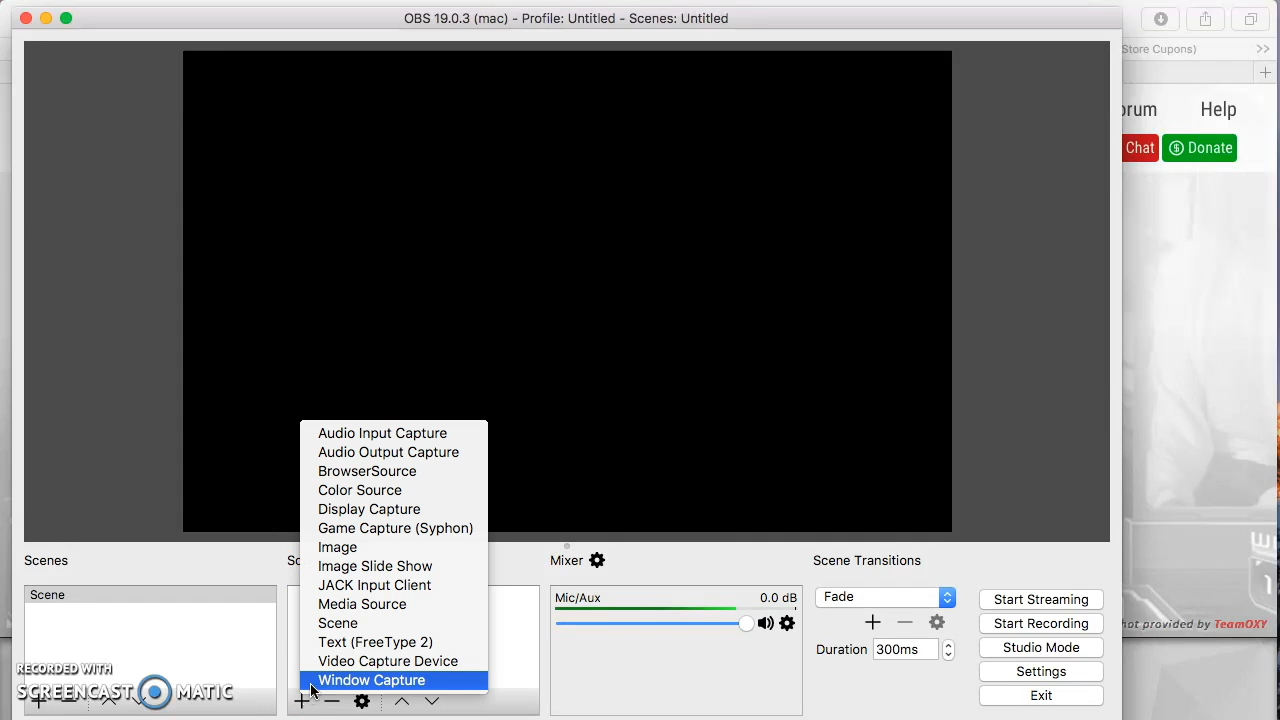 OBS 19.0.3 (mac) - Profile: Untitled - Scenes: Untitled
Store Cupons)
Help
Chat
Donate
Audio Input Capture
Audio Output Capture
BrowserSource
Color Source
Display Capture
Game Capture (Syphon)
Image
Image Slide Show
JACK Input Client
Media Source
Scene
Text (FreeType 2)
Video Capture Device
Window Capture
Scenes
Scene
Mixer
Mic/Aux
0.0 dB
Scene Transitions
Fade
Duration 300ms
Start Streaming
Start Recording
Studio Mode
Settings
Exit
provided by TeamOXY
RECORDED WITH
SCREENCAST MATIC